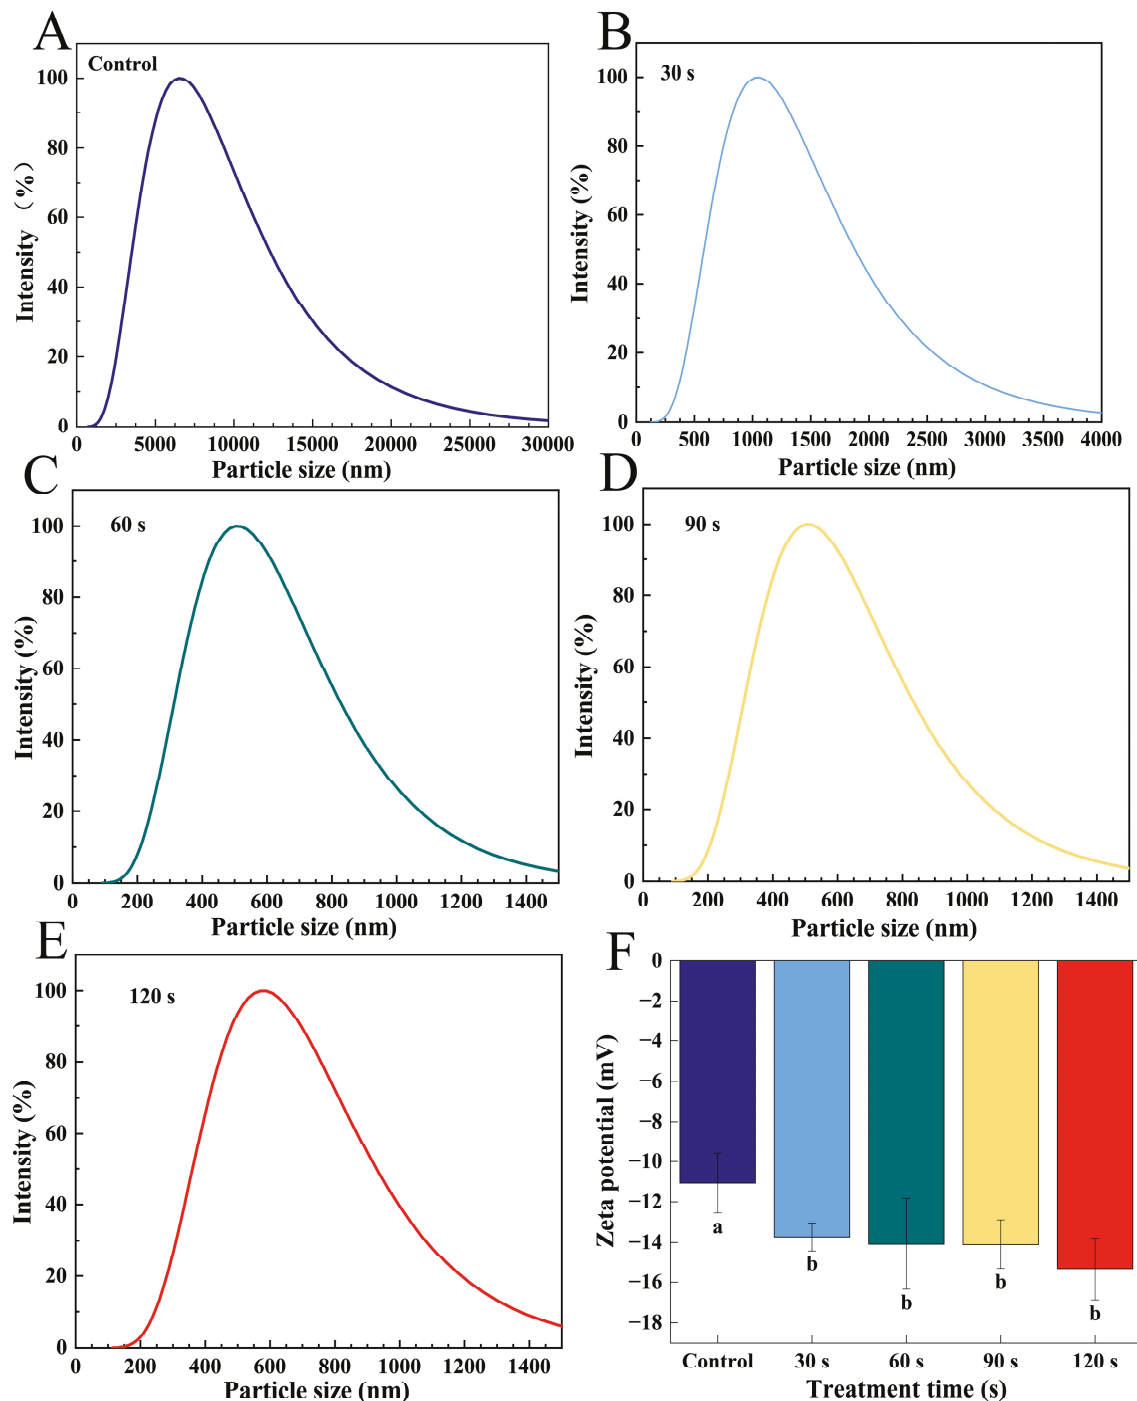 A
Control
Intensity （%）
100
80
60
40
20
0
0 5000 10000 15000 20000 25000 30000
Particle size (nm)
B
30 s
Intensity (%)
100
80
60
40
20
0
0 500 1000 1500 2000 2500 3000 3500 4000
Particle size (nm)
C
60 s
Intensity (%)
100
80
60
40
20
0
0 200 400 600 800 1000 1200 1400
Particle size (nm)
D
90 s
Intensity (%)
100
80
60
40
20
0
0 200 400 600 800 1000 1200 1400
Particle size (nm)
E
120 s
Intensity (%)
100
80
60
40
20
0
0 200 400 600 800 1000 1200 1400
Particle size (nm)
F
Zeta potential (mV)
0
−2
−4
−6
−8
−10
−12
−14
−16
−18
a
b
b
b
b
Control 30 s 60 s 90 s 120 s
Treatment time (s)